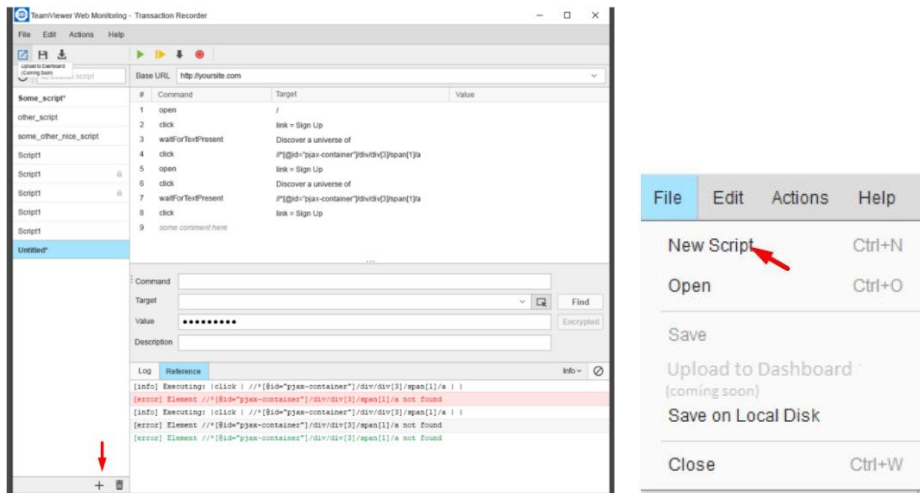 TeamViewer Web Monitoring - Transaction Recorder
File Edit Actions Help
Upload to Dashboard
(Coming Soon)
script
Base URL http://yoursite.com
Some_script*
other_script
some_other_nice_script
Script1
Script1
Script1
Script1
Script1
Untitled*
# Command Target Value
1 open /
2 click link = Sign Up
3 waitForTextPresent Discover a universe of
4 click //*[@id="pjax-container"]/div/div[3]/span[1]/a
5 open link = Sign Up
6 click Discover a universe of
7 waitForTextPresent //*[@id="pjax-container"]/div/div[3]/span[1]/a
8 click link = Sign Up
9 some comment here
Command
Target Find
Value ●●●●●●●●● Encrypted
Description
Log Reference Info
[info] Executing: |click | //*[@id="pjax-container"]/div/div[3]/span[1]/a | |
[error] Element //*[@id="pjax-container"]/div/div[3]/span[1]/a not found
[info] Executing: |click | //*[@id="pjax-container"]/div/div[3]/span[1]/a | |
[error] Element //*[@id="pjax-container"]/div/div[3]/span[1]/a not found
[error] Element //*[@id="pjax-container"]/div/div[3]/span[1]/a not found
File Edit Actions Help
New Script Ctrl+N
Open Ctrl+O
Save
Upload to Dashboard
(coming soon)
Save on Local Disk
Close Ctrl+W